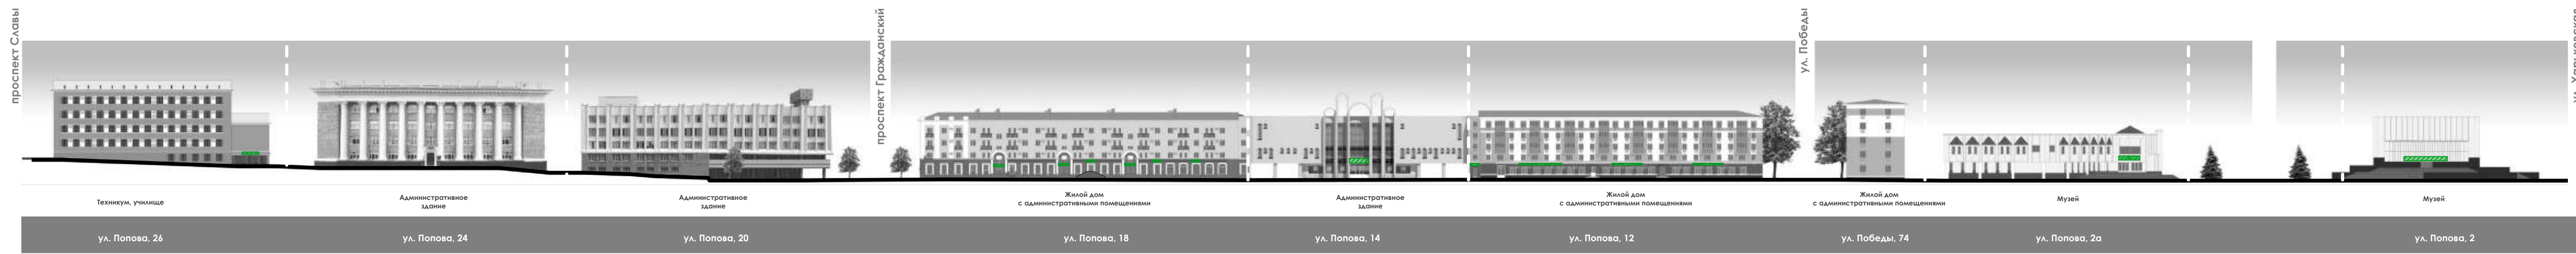 проспект Славы
проспект Гражданский
ул. Победы
Техникум, училище
Административное
здание
Административное
здание
Жилой дом
с административными помещениями
Административное
здание
Жилой дом
с административными помещениями
Жилой дом
с административными помещениями
Музей
Музей
ул. Попова, 26
ул. Попова, 24
ул. Попова, 20
ул. Попова, 18
ул. Попова, 14
ул. Попова, 12
ул. Победы, 74
ул. Попова, 2а
ул. Попова, 2